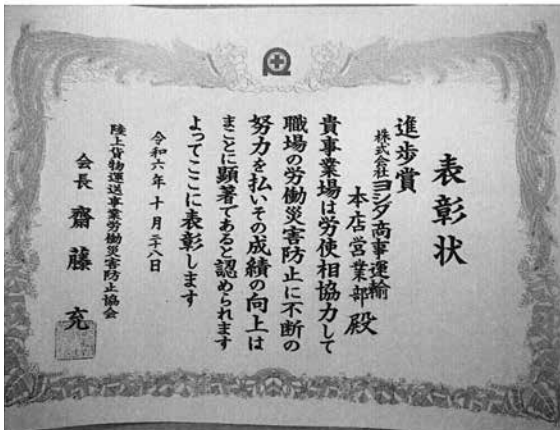 表彰状
進歩賞
株式会社ヨシダ商事運輸
本店営業部殿
貴事業場は労使相協力して
職場の労働災害防止に不断の
努力を払いその成績の向上は
まことに顕著であると認められます
よってここに表彰します
令和六年十月二十八日
陸上貨物運送事業労働災害防止協会
会長 齋藤充